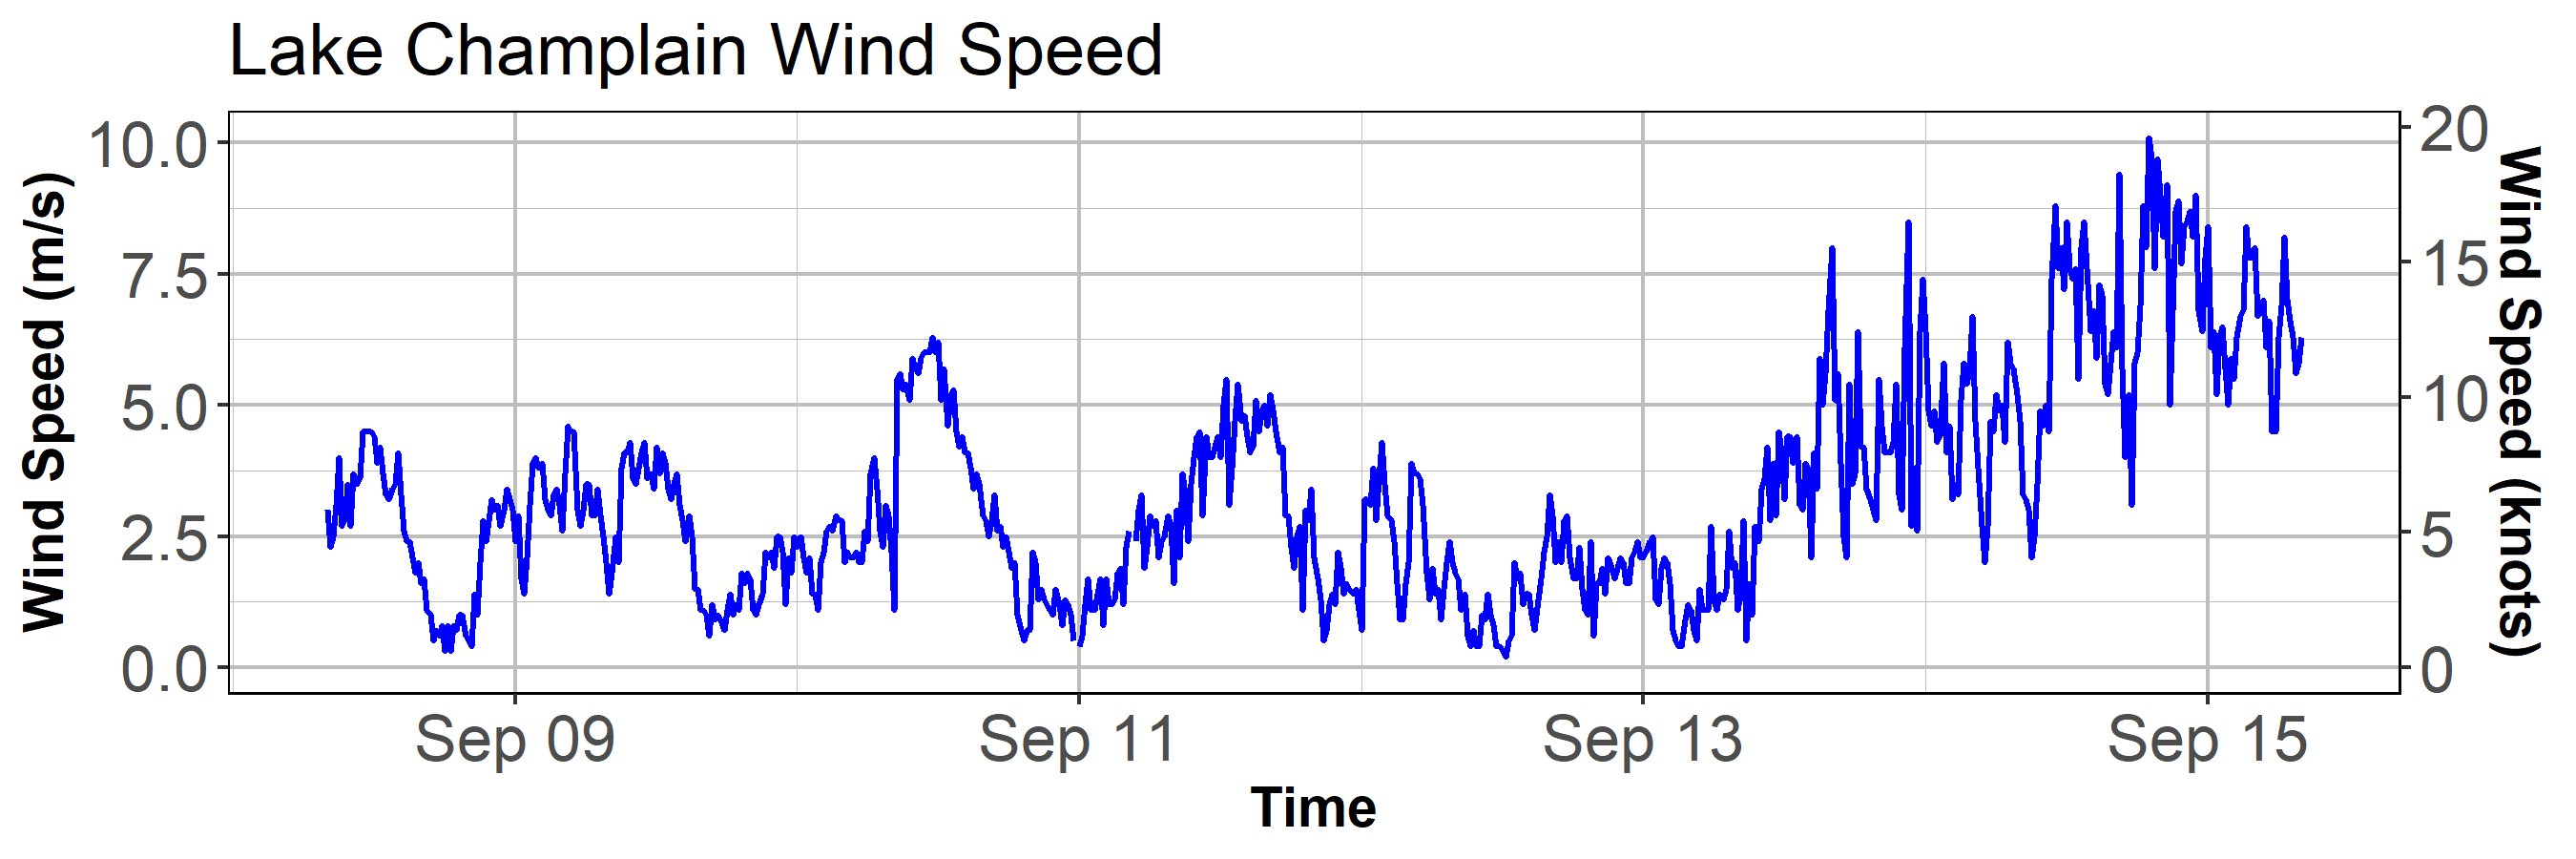 Lake Champlain Wind Speed
Wind Speed (m/s)
10.0
7.5
5.0
2.5
0.0
20
15
10
5
0
Wind Speed (knots)
Sep 09
Sep 11
Sep 13
Sep 15
Time